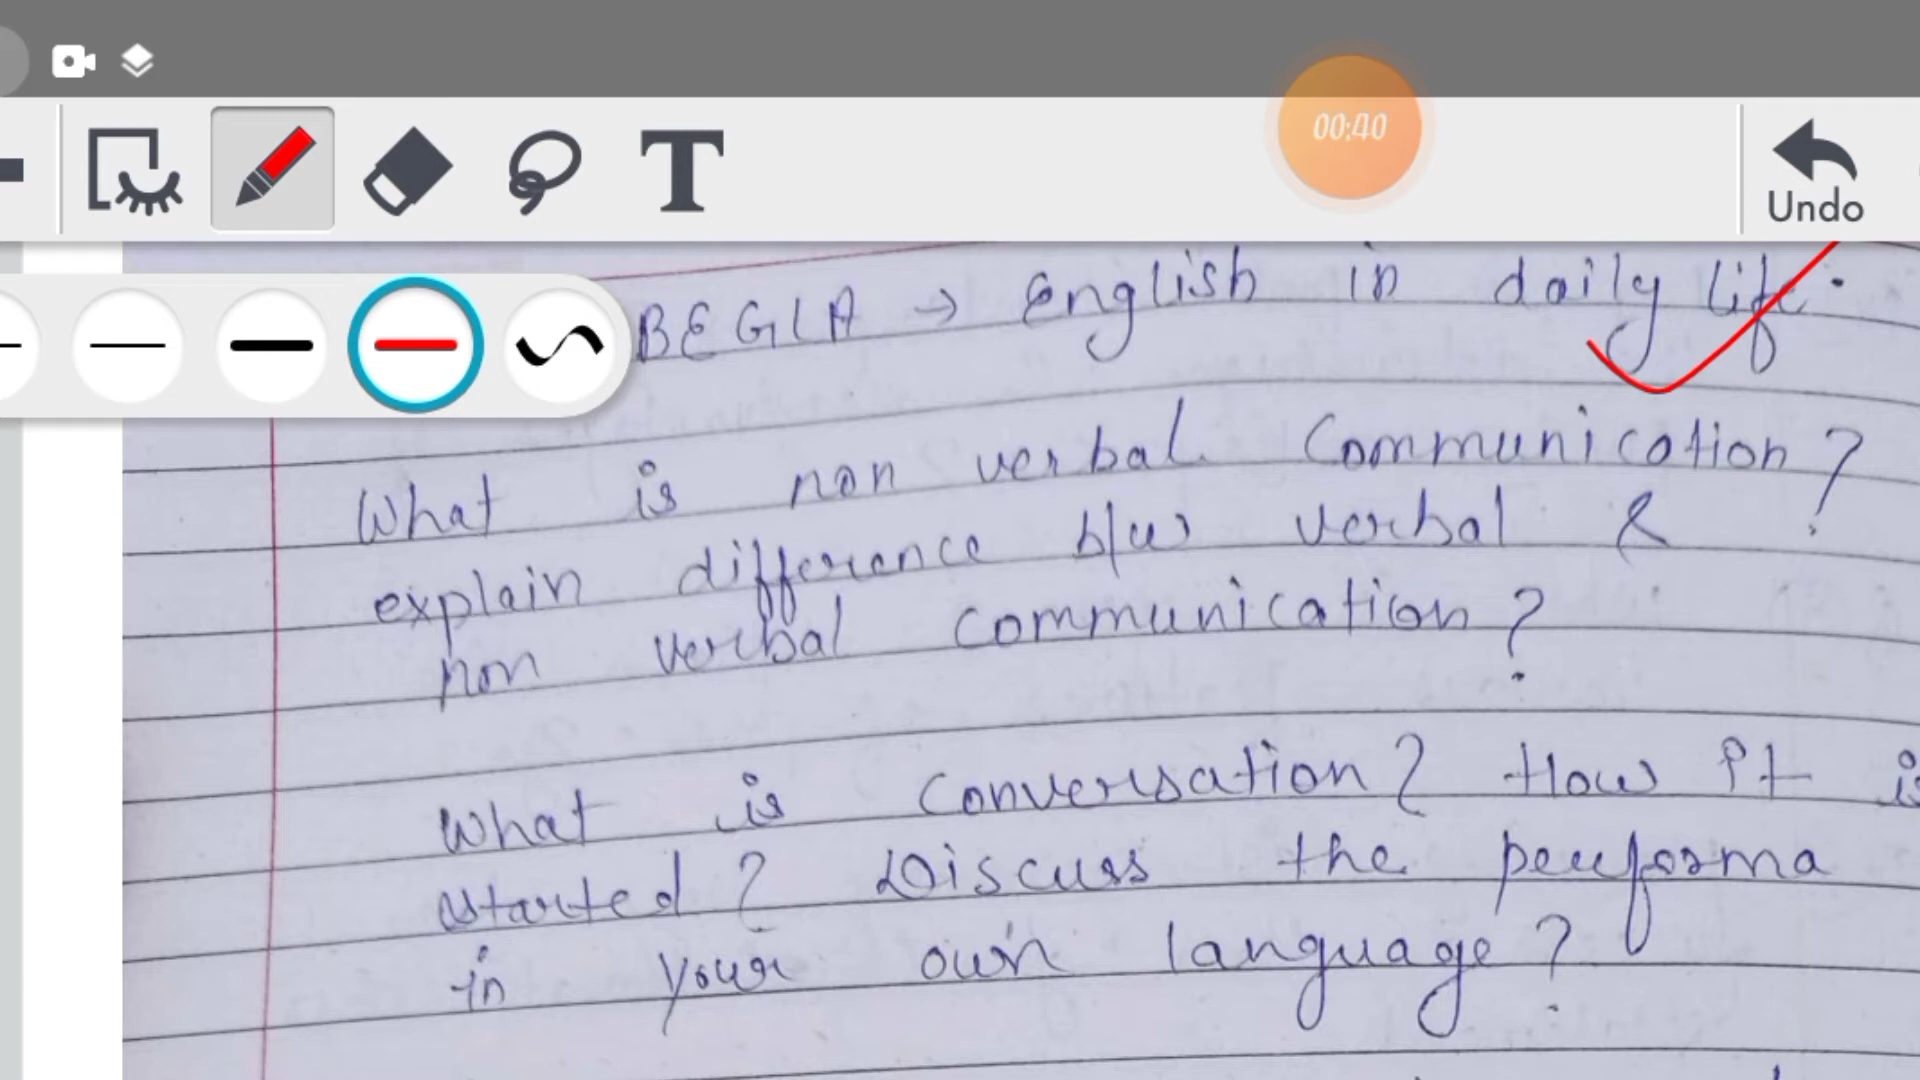 00:40
Undo
BEGLA → English in daily life.
What is non verbal Communication?
explain difference b/w verbal &
non verbal communication?
What is conversation? How it is
started? Discuss the performa
in your own language?